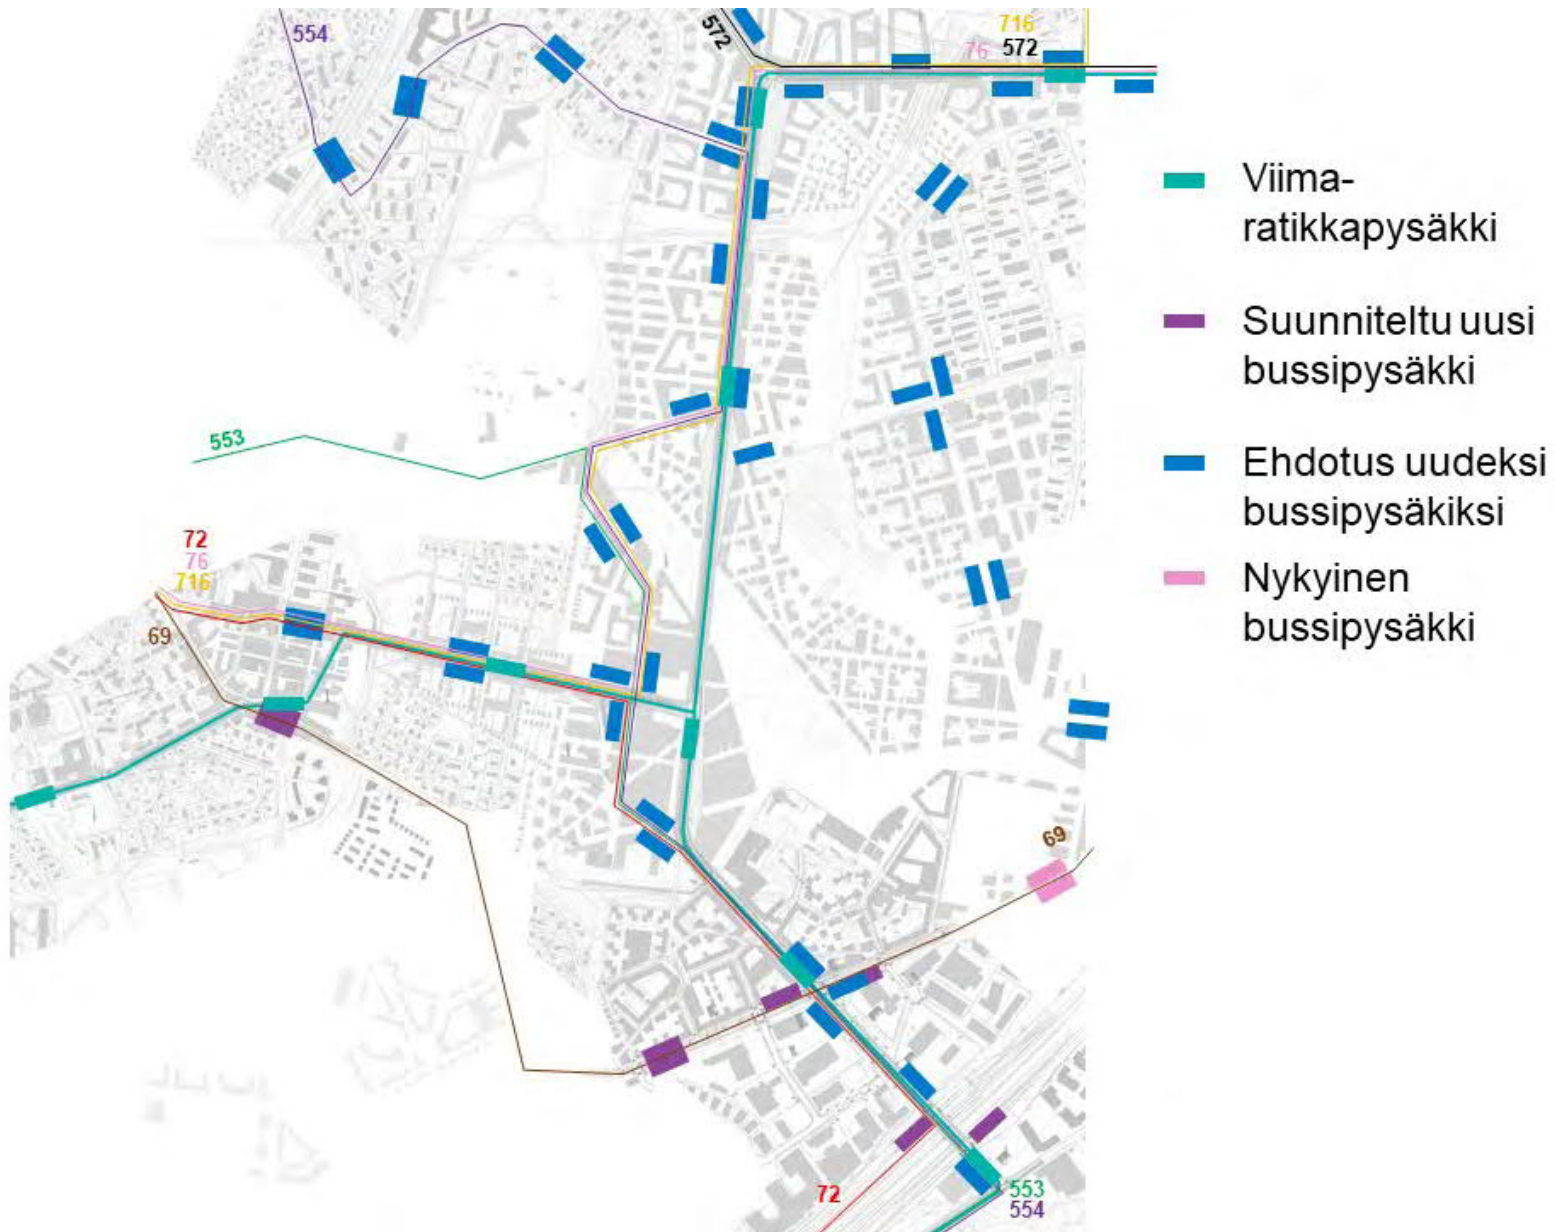 554
572
716
76 572
Viima-
ratikkapysäkki
Suunniteltu uusi
bussipysäkki
553
Ehdotus uudeksi
bussipysäkiksi
72
76
716
Nykyinen
bussipysäkki
69
69
72
553
554